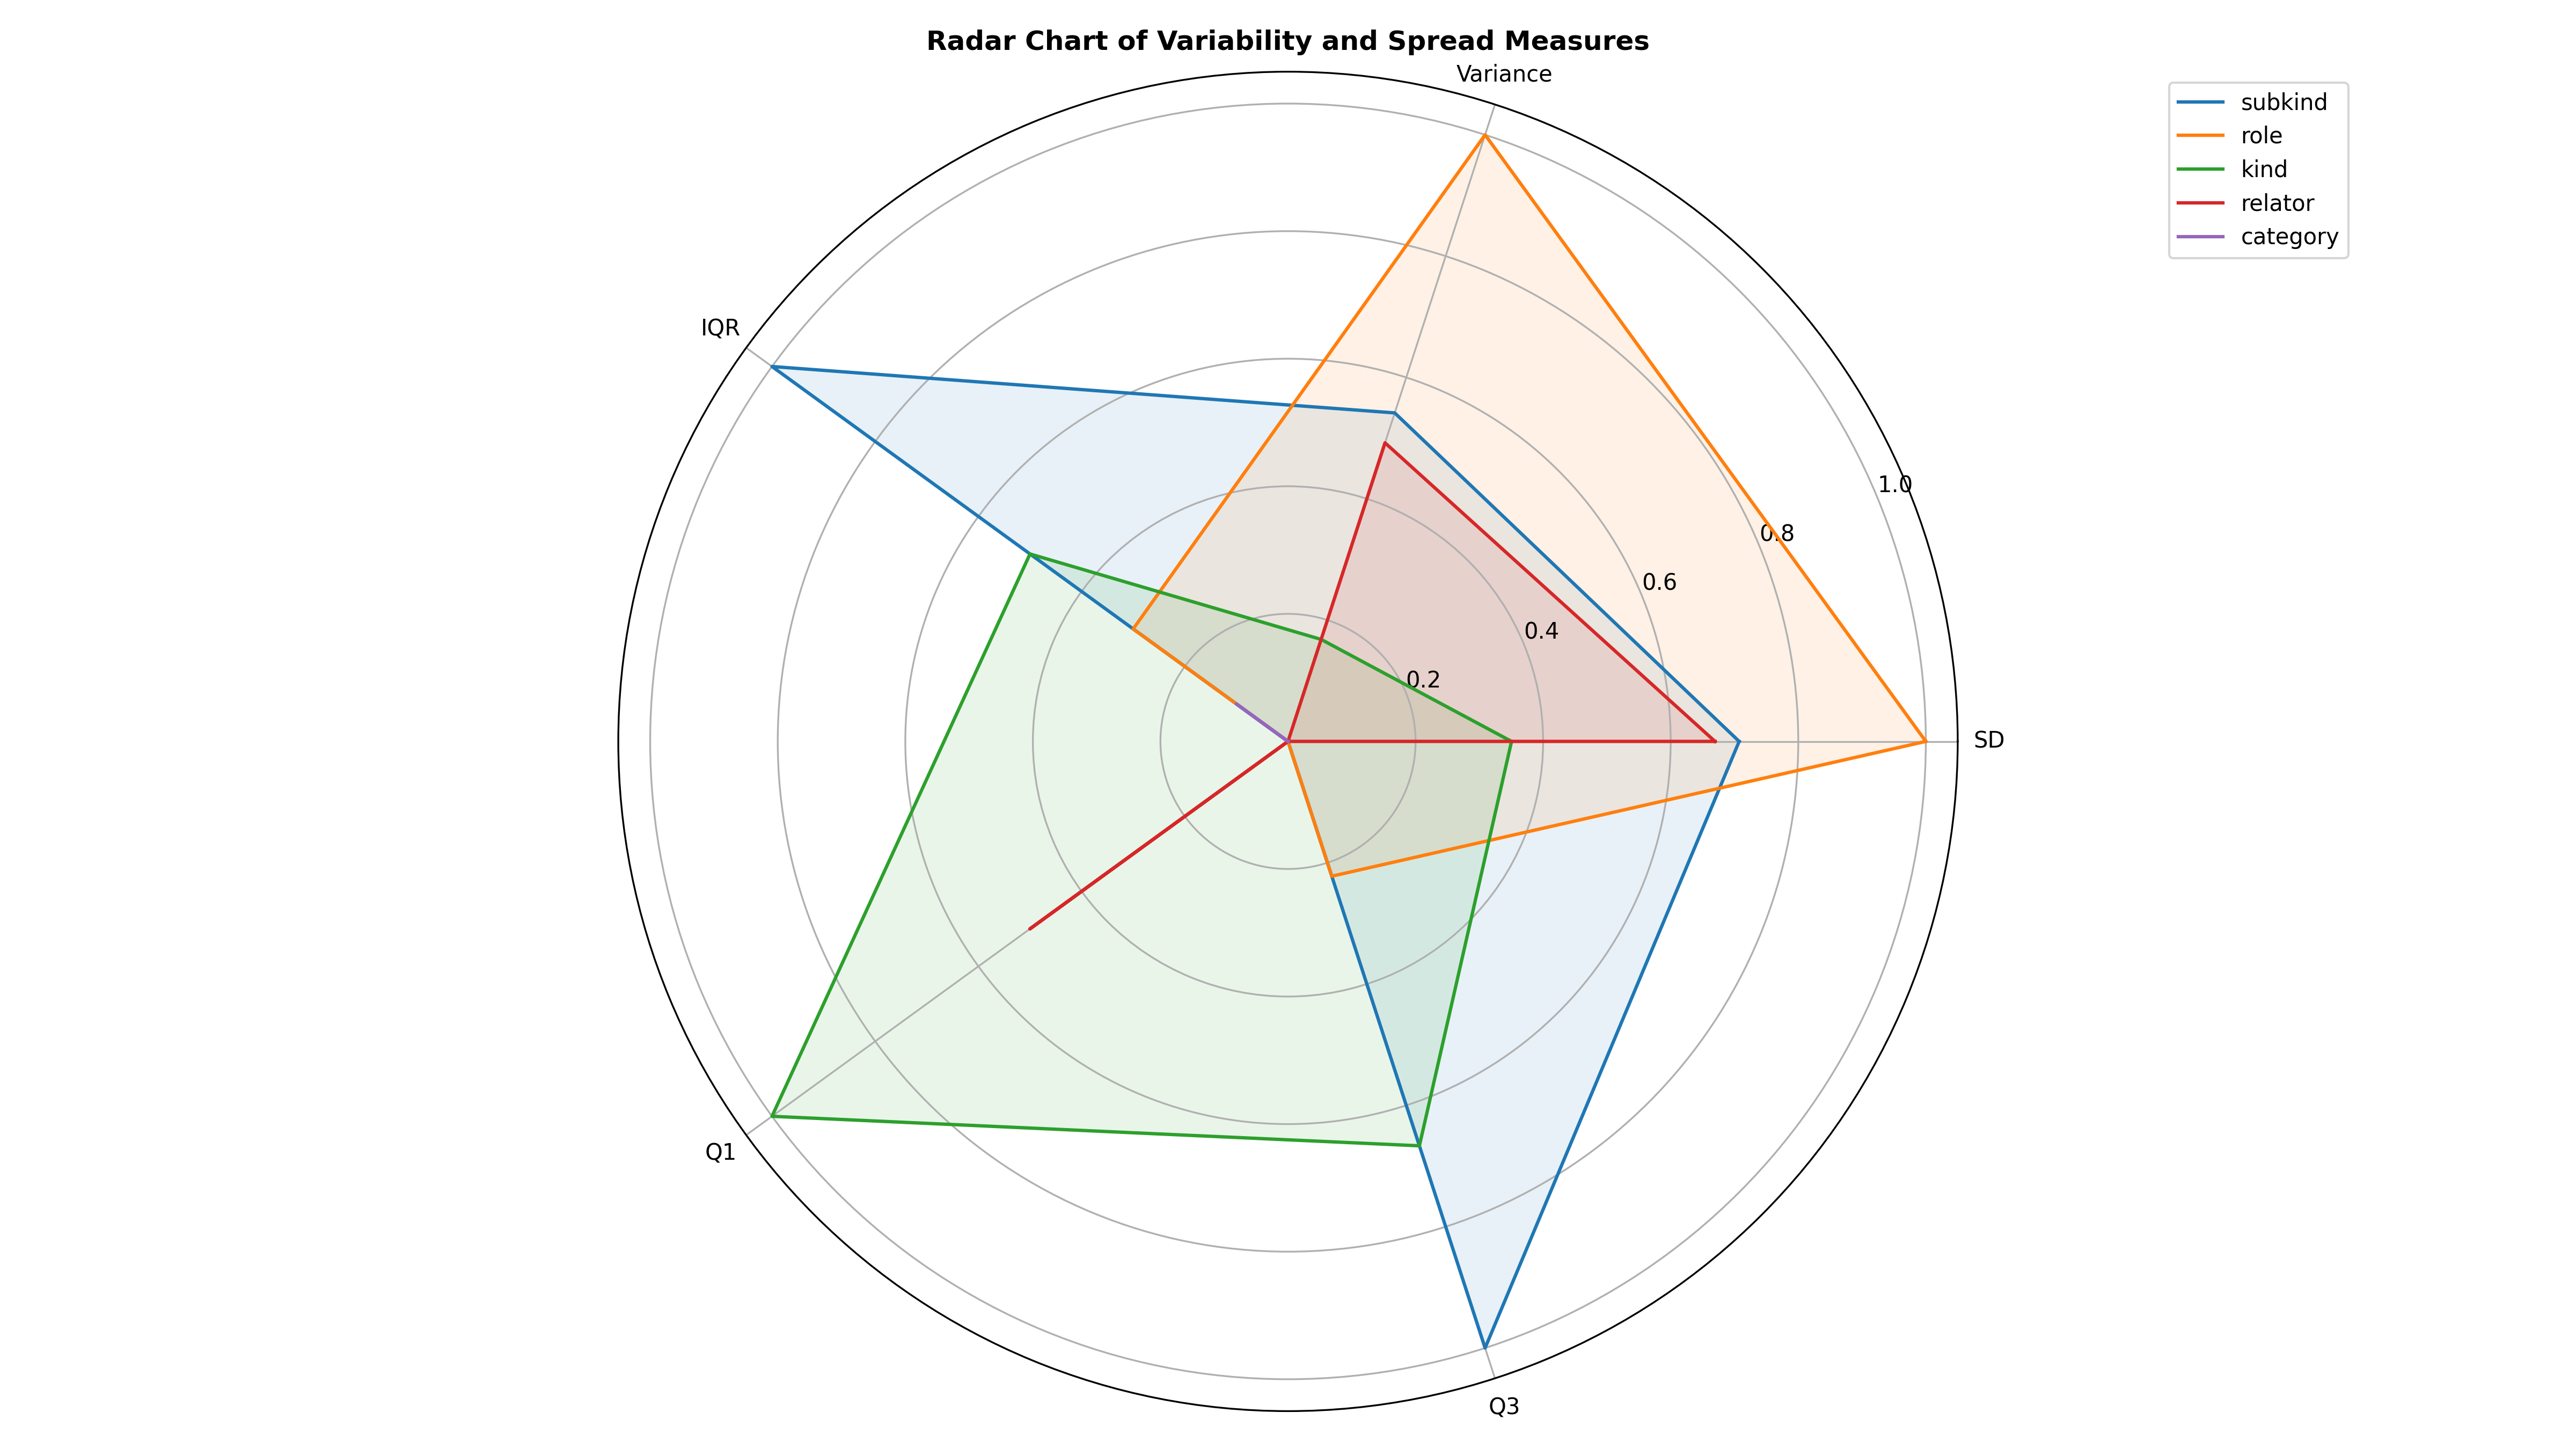 Radar Chart of Variability and Spread Measures
Variance
subkind
role
kind
relator
category
IQR
1.0
0.8
0.6
0.4
0.2
SD
Q1
Q3